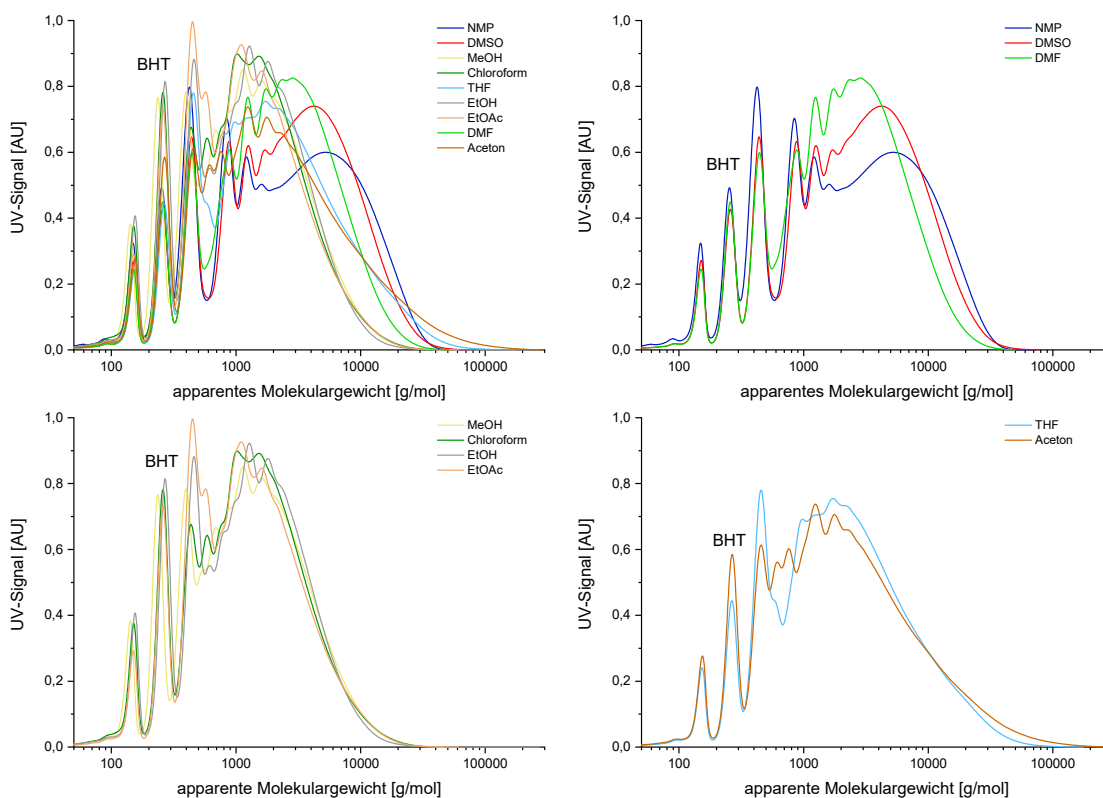 1,0
0,8
0,6
0,4
0,2
0,0
UV-Signal [AU]
BHT
NMP
DMSO
MeOH
Chloroform
THF
EtOH
EtOAc
DMF
Aceton
100 1000 10000 100000
apparentes Molekulargewicht [g/mol]
1,0
0,8
0,6
0,4
0,2
0,0
UV-Signal [AU]
BHT
NMP
DMSO
DMF
100 1000 10000 100000
apparentes Molekulargewicht [g/mol]
1,0
0,8
0,6
0,4
0,2
0,0
UV-Signal [AU]
BHT
MeOH
Chloroform
EtOH
EtOAc
100 1000 10000 100000
apparente Molekulargewicht [g/mol]
1,0
0,8
0,6
0,4
0,2
0,0
UV-Signal [AU]
BHT
THF
Aceton
100 1000 10000 100000
apparente Molekulargewicht [g/mol]